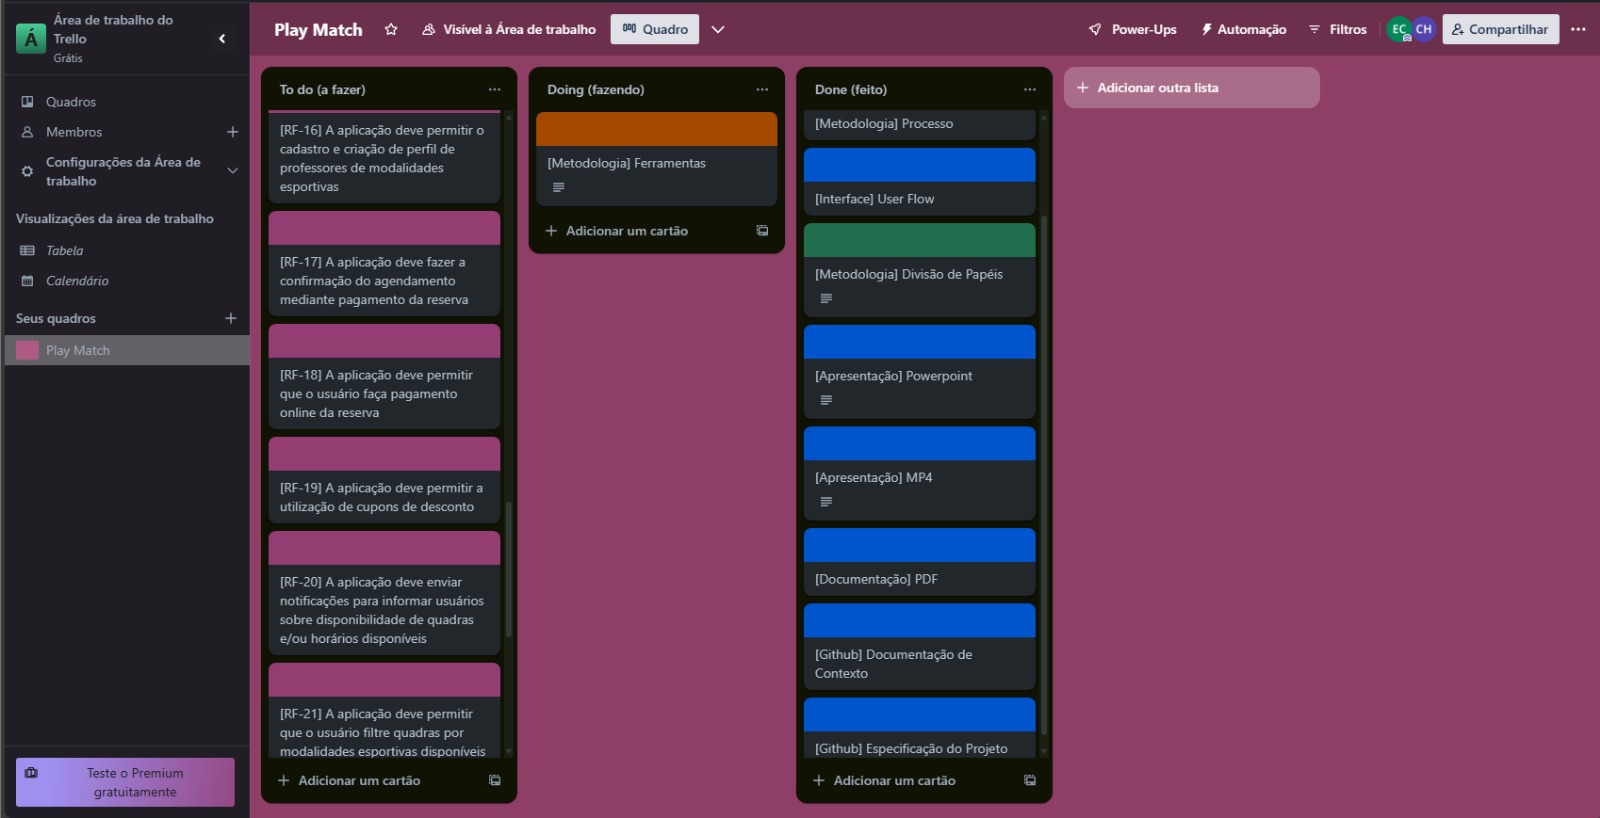 Á
Área de trabalho do
Trello
Grátis
Quadros
Membros
Configurações da Área de
trabalho
Visualizações da área de trabalho
Tabela
Calendário
Seus quadros
Play Match
Teste o Premium
gratuitamente
Play Match
Visível à Área de trabalho
Quadro
Power-Ups
Automação
Filtros
EC
CH
Compartilhar
To do (a fazer)
[RF-16] A aplicação deve permitir o
cadastro e criação de perfil de
professores de modalidades
esportivas
[RF-17] A aplicação deve fazer a
confirmação do agendamento
mediante pagamento da reserva
[RF-18] A aplicação deve permitir
que o usuário faça pagamento
online da reserva
[RF-19] A aplicação deve permitir a
utilização de cupons de desconto
[RF-20] A aplicação deve enviar
notificações para informar usuários
sobre disponibilidade de quadras
e/ou horários disponíveis
[RF-21] A aplicação deve permitir
que o usuário filtre quadras por
modalidades esportivas disponíveis
Adicionar um cartão
Doing (fazendo)
[Metodologia] Ferramentas
Adicionar um cartão
Done (feito)
[Metodologia] Processo
[Interface] User Flow
[Metodologia] Divisão de Papéis
[Apresentação] Powerpoint
[Apresentação] MP4
[Documentação] PDF
[Github] Documentação de
Contexto
[Github] Especificação do Projeto
Adicionar um cartão
Adicionar outra lista